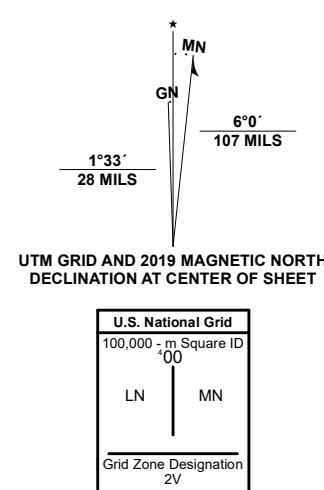 ★
MN
GN
6°0´
107 MILS
1°33´
28 MILS
UTM GRID AND 2019 MAGNETIC NORTH
DECLINATION AT CENTER OF SHEET
U.S. National Grid
100,000 - m Square ID
⁴00
LN MN
Grid Zone Designation
2V